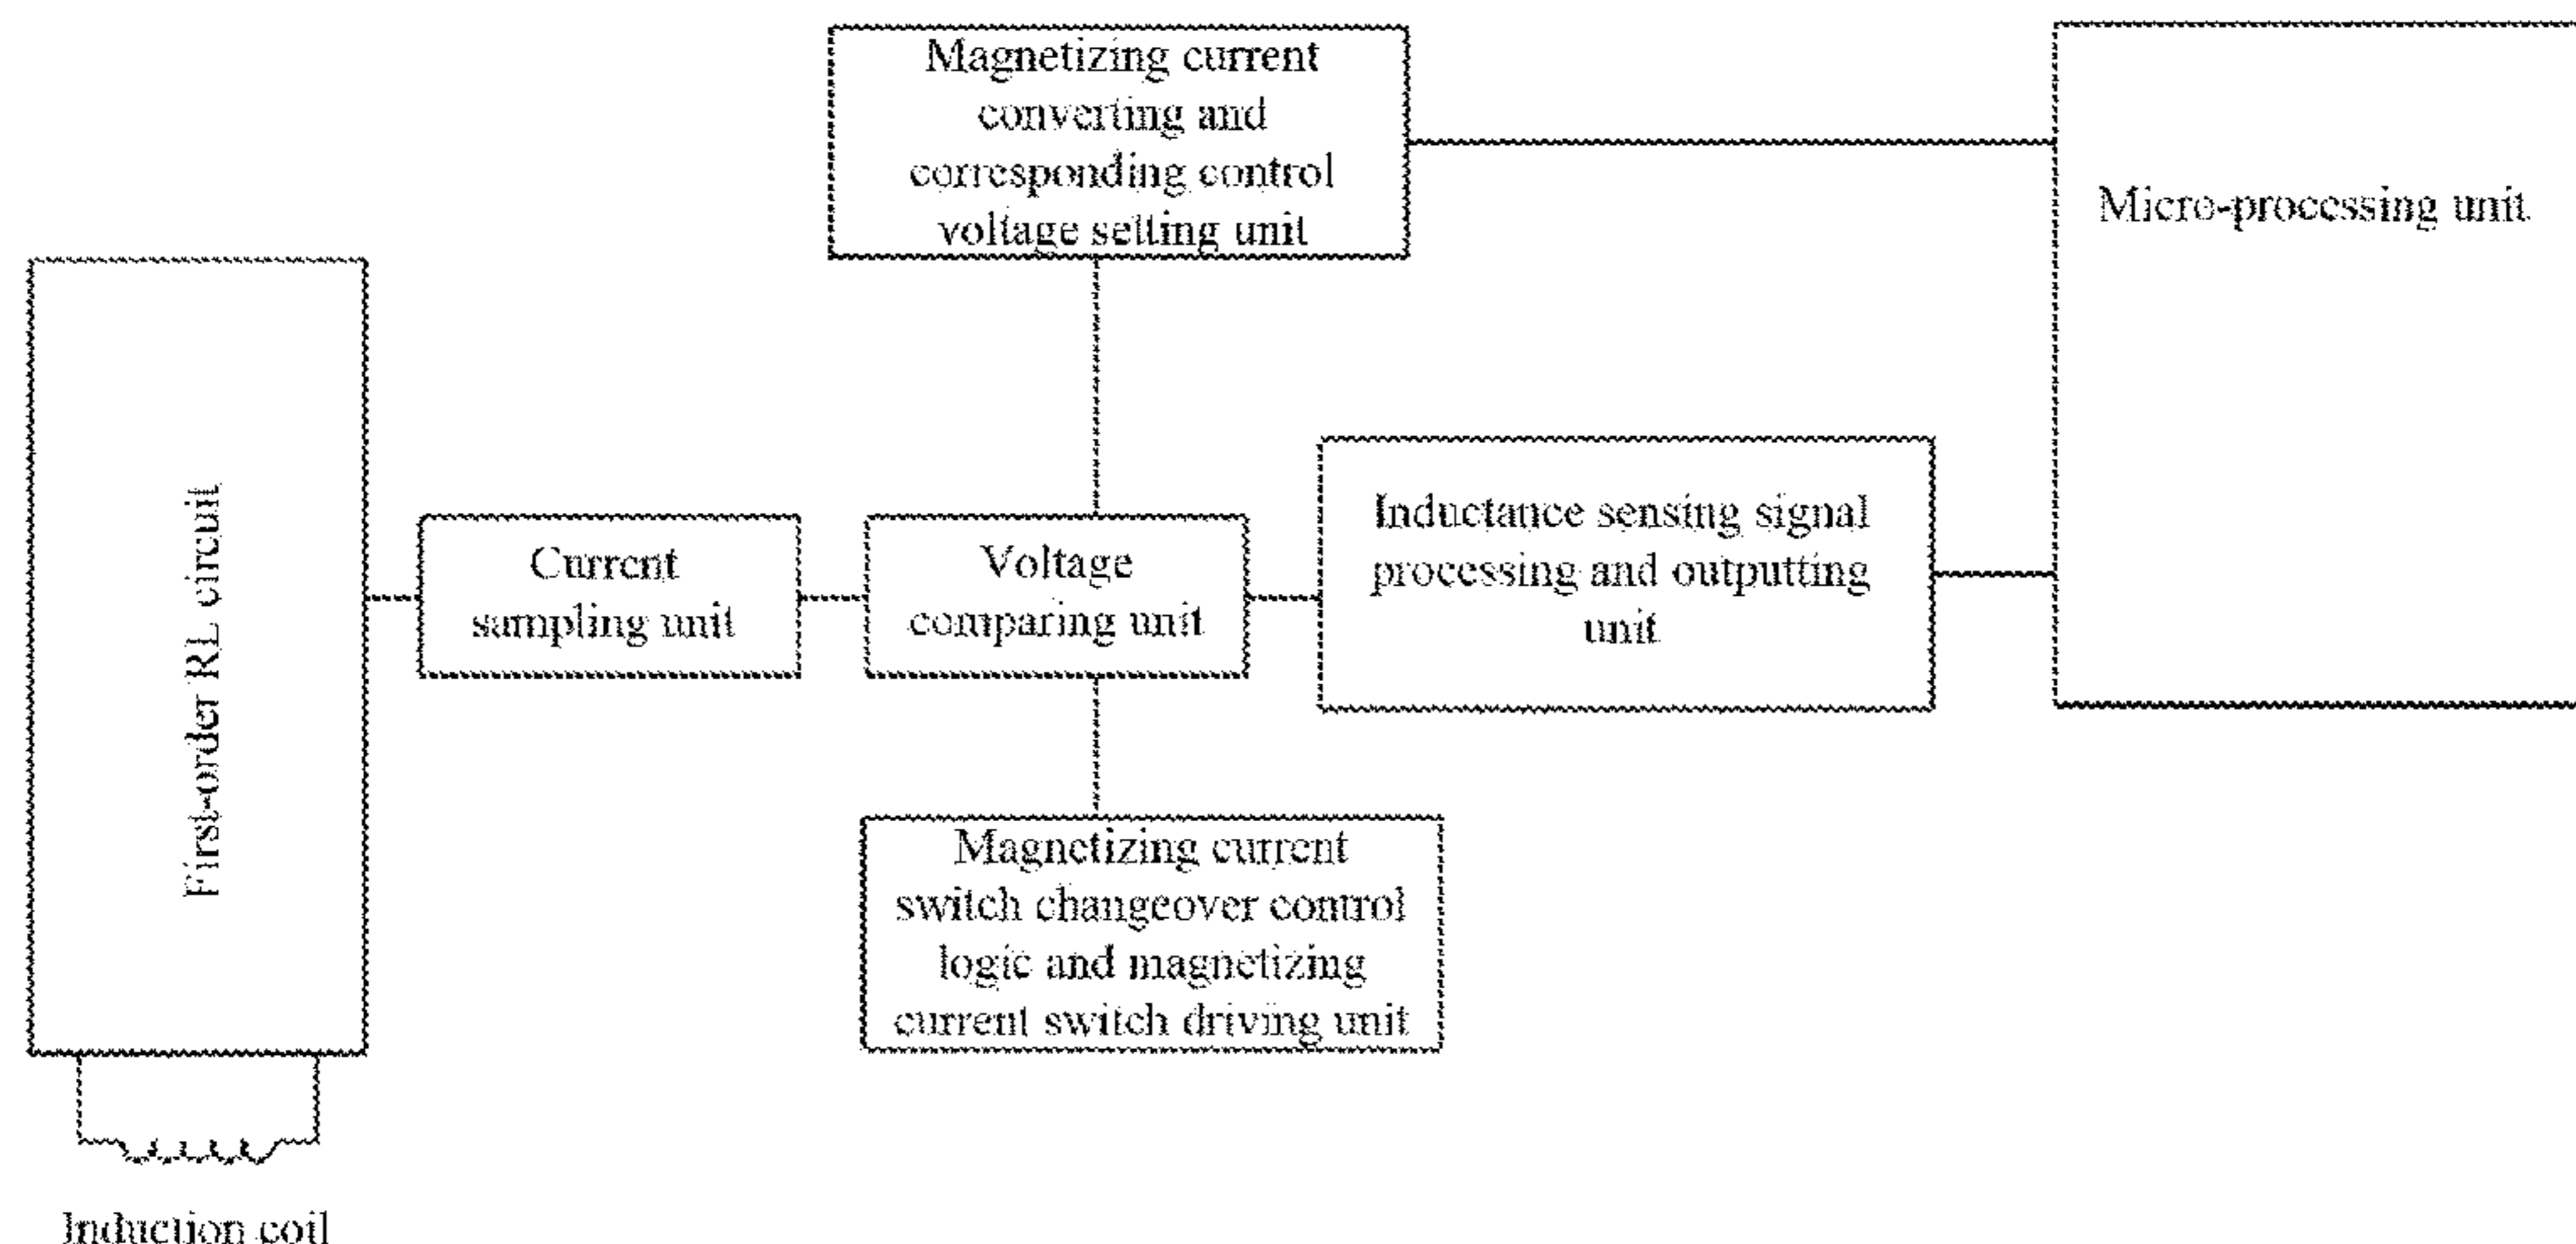 Magnetizing current
converting and
corresponding control
voltage setting unit
Micro-processing unit
First-order RL circuit
Current
sampling unit
Voltage
comparing unit
Inductance sensing signal
processing and outputting
unit
Magnetizing current
switch changeover control
logic and magnetizing
current switch driving unit
Induction coil